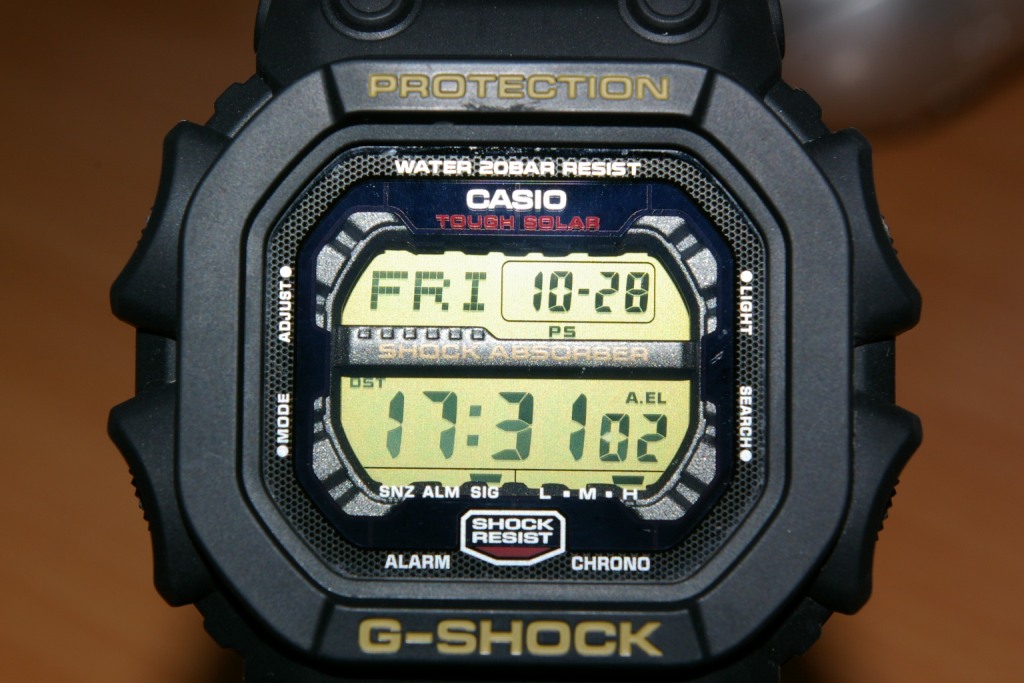 PROTECTION
WATER 20BAR RESIST
CASIO
TOUGH SOLAR
FRI 10-28
PS
SHOCK ABSORBER
ADJUST
LIGHT
DST
A.EL
17:31 02
MODE
SEARCH
SNZ ALM SIG L M H
SHOCK
RESIST
ALARM CHRONO
G-SHOCK